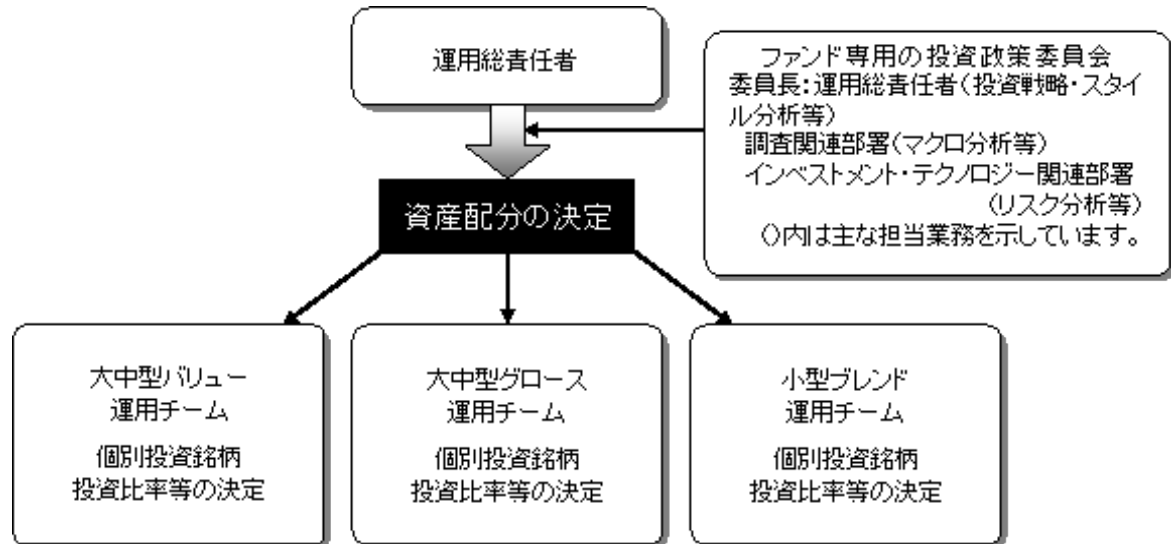 運用総責任者
ファンド専用の投資政策委員会
委員長:運用総責任者(投資戦略・スタイ
ル分析等)
調査関連部署(マクロ分析等)
インベストメント・テクノロジー関連部署
(リスク分析等)
()内は主な担当業務を示しています。
資産配分の決定
大中型バリュー
運用チーム
個別投資銘柄
投資比率等の決定
大中型グロース
運用チーム
個別投資銘柄
投資比率等の決定
小型ブレンド
運用チーム
個別投資銘柄
投資比率等の決定